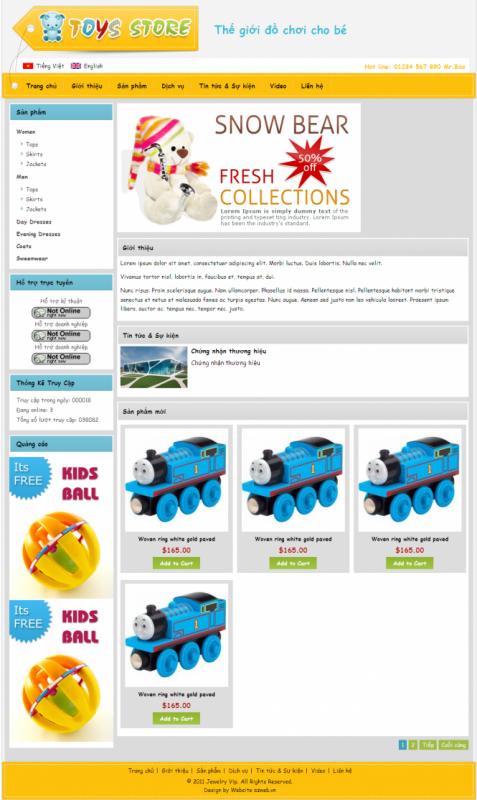 TOYS STORE
Thế giới đồ chơi cho bé
Tiếng Việt English
Hot line: 01234 567 890 Mr.Bảo
Trang chủ Giới thiệu Sản phẩm Dịch vụ Tin tức & Sự kiện Video Liên hệ
Sản phẩm
Women
Tops
Skirts
Jackets
Men
Tops
Skirts
Jackets
Day Dresses
Evening Dresses
Coats
Sweemwear
Hỗ trợ trực tuyến
Hỗ trợ kỹ thuật
Not Online
right now
Hỗ trợ doanh nghiệp
Not Online
right now
Hỗ trợ doanh nghiệp
Not Online
right now
Thống Kê Truy Cập
Truy cập trong ngày: 000018
Đang online: 3
Tổng số lượt truy cập: 038082
Quảng cáo
Its
FREE
KIDS
BALL
Its
FREE
KIDS
BALL
SNOW BEAR
50%
off
FRESH
COLLECTIONS
Lorem Ipsum is simply dummy text of the
printing and typesetting industry. Lorem Ipsum
has been the industry's standard.
Giới thiệu
Lorem ipsum dolor sit amet, consectetuer adipiscing elit. Morbi luctus. Duis lobortis. Nulla nec velit.
Vivamus tortor nisl, lobortis in, faucibus et, tempus at, dui.
Nunc risus. Proin scelerisque augue. Nam ullamcorper. Phasellus id massa. Pellentesque nisl. Pellentesque habitant morbi tristique
senectus et netus et malesuada fames ac turpis egestas. Nunc augue. Aenean sed justo non leo vehicula laoreet. Praesent ipsum
libero, auctor ac, tempus nec, tempor nec, justo.
Tin tức & Sự kiện
Chứng nhận thương hiệu
Chứng nhận thương hiệu
Sản phẩm mới
Woven ring white gold paved Woven ring white gold paved Woven ring white gold paved
$165.00 $165.00 $165.00
Add to Cart Add to Cart Add to Cart
Woven ring white gold paved
$165.00
Add to Cart
1 2 Tiếp Cuối cùng
Trang chủ | Giới thiệu | Sản phẩm | Dịch vụ | Tin tức & Sự kiện | Video | Liên hệ
© 2011 Jewelry Vip. All Rights Reserved.
Design by Website ezweb.vn